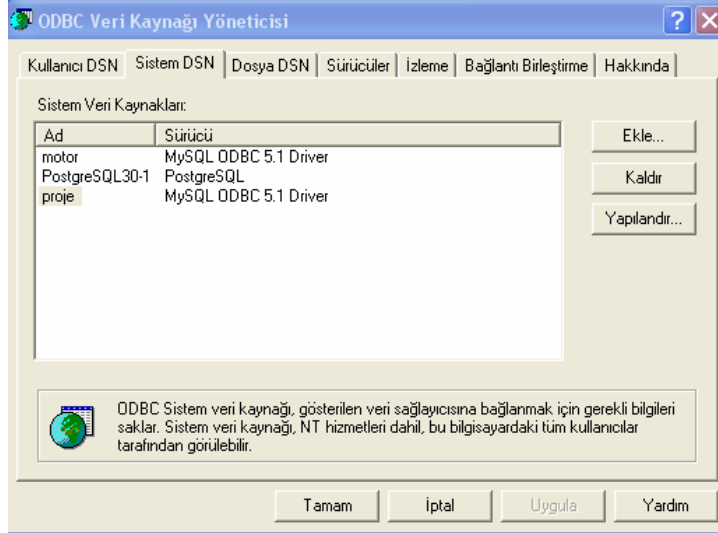 ODBC Veri Kaynağı Yöneticisi
Kullanıcı DSN Sistem DSN Dosya DSN Sürücüler İzleme Bağlantı Birleştirme Hakkında
Sistem Veri Kaynakları:
Ad Sürücü
motor MySQL ODBC 5.1 Driver
PostgreSQL30-1 PostgreSQL
proje MySQL ODBC 5.1 Driver
Ekle...
Kaldır
Yapılandır...
ODBC Sistem veri kaynağı, gösterilen veri sağlayıcısına bağlanmak için gerekli bilgileri
saklar. Sistem veri kaynağı, NT hizmetleri dahil, bu bilgisayardaki tüm kullanıcılar
tarafından görülebilir.
Tamam İptal Uygula Yardım